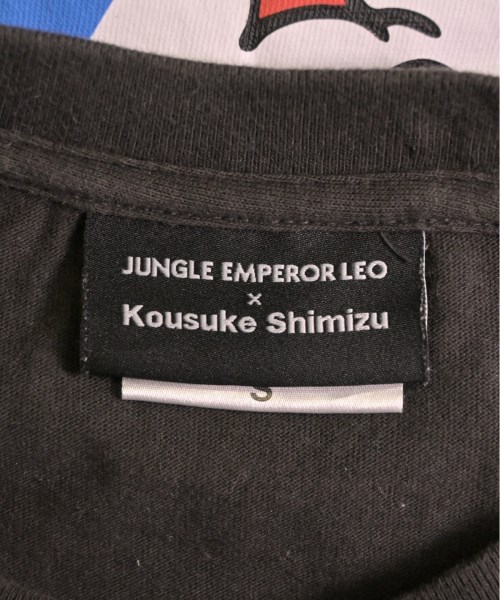 JUNGLE EMPEROR LEO
×
Kousuke Shimizu
S